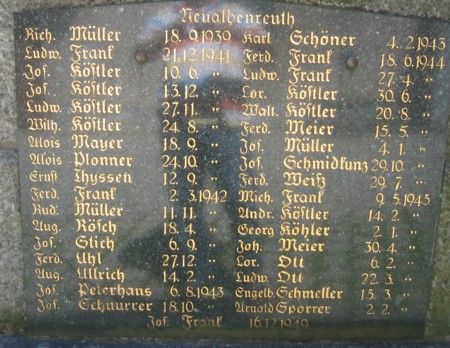 Neualbenreuth
Rich. Müller 18. 9. 1939
Ludw. Frank 21. 12. 1941
Jos. Köstler 10. 6. "
Jos. Köstler 13. 12. "
Ludw. Köstler 27. 11. "
Wilh. Köstler 24. 8. "
Alois Mayer 18. 9. "
Alois Plonner 24. 10. "
Ernst Thyssen 12. 9. "
Ferd. Frank 2. 3. 1942
Rud. Müller 11. 11. "
Aug. Rösch 18. 4. "
Jos. Stich 6. 9. "
Ferd. Uhl 27. 12. "
Aug. Ullrich 14. 2. "
Jos. Peterhans 6. 8. 1943
Jos. Schnurrer 18. 10. "
Karl Schöner 4. 2. 1943
Ferd. Frank 18. 6. 1944
Ludw. Frank 27. 4. "
Lor. Köstler 30. 6. "
Walt. Köstler 20. 8. "
Ferd. Meier 15. 5. "
Jos. Müller 4. 1. "
Jos. Schmidkunz 29. 10. "
Ferd. Weiß 29. 7. "
Mich. Frank 9. 5. 1945
Andr. Köstler 14. 2. "
Georg Köhler 2. 1. "
Joh. Meier 30. 4. "
Lor. Ott 6. 2. "
Ludw. Ott 22. 3. "
Engelb. Schmeller 15. 3. "
Arnold Sporrer 2. 2. "
Jos. Frank 16. 12. 1949